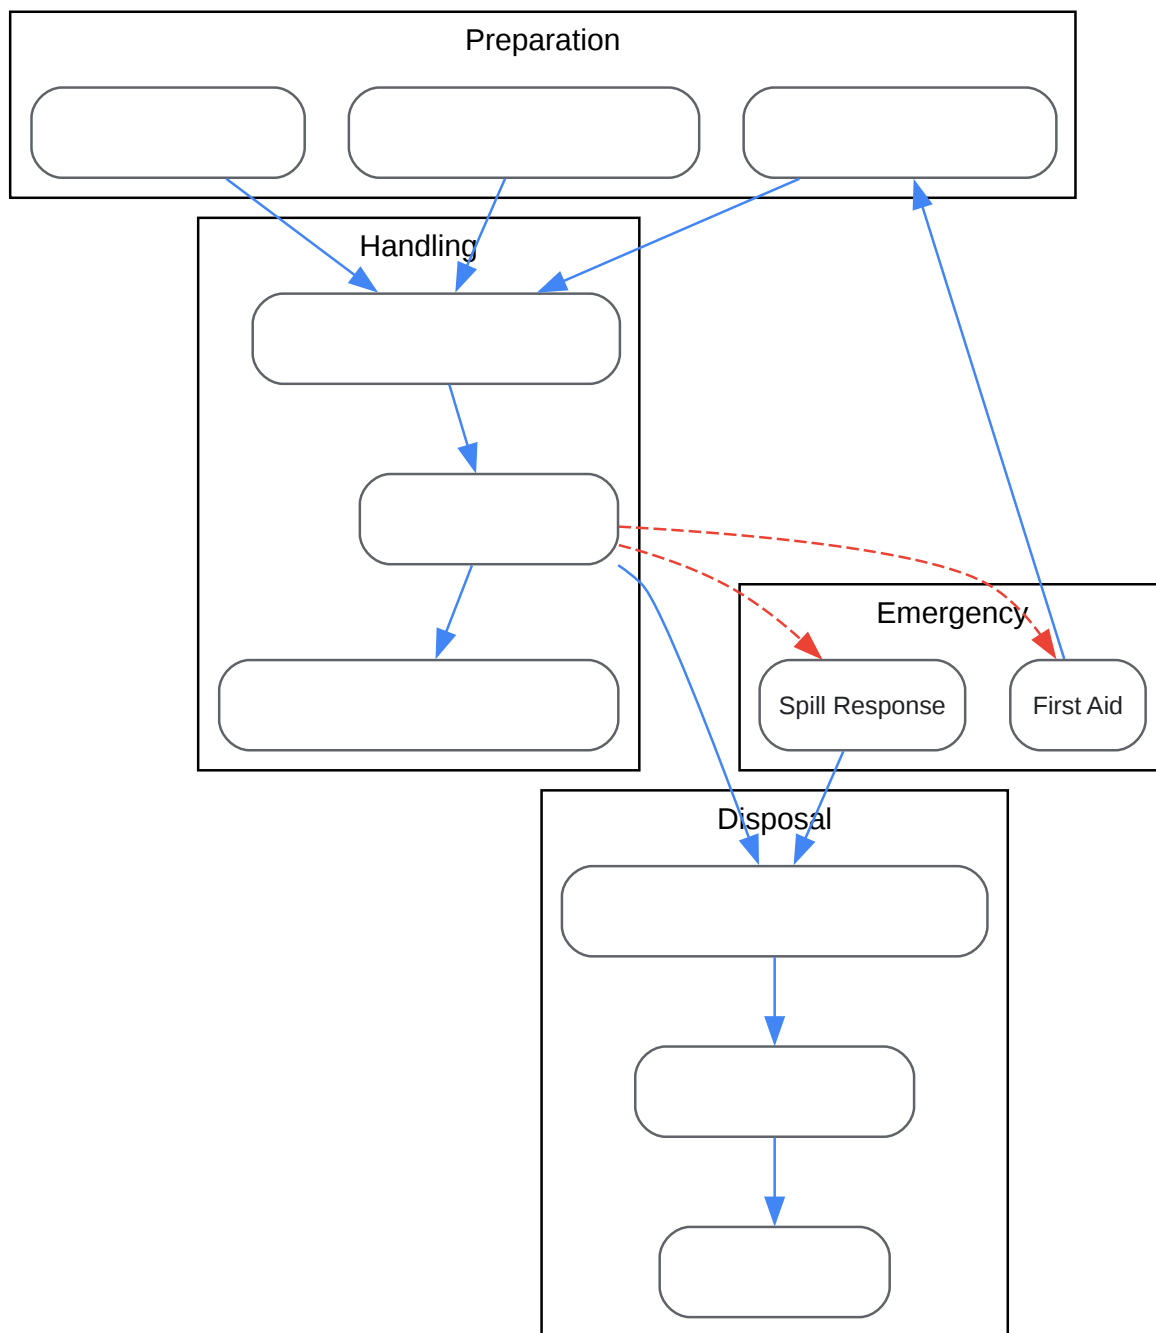 Preparation
Handling
Emergency
Spill Response
First Aid
Disposal